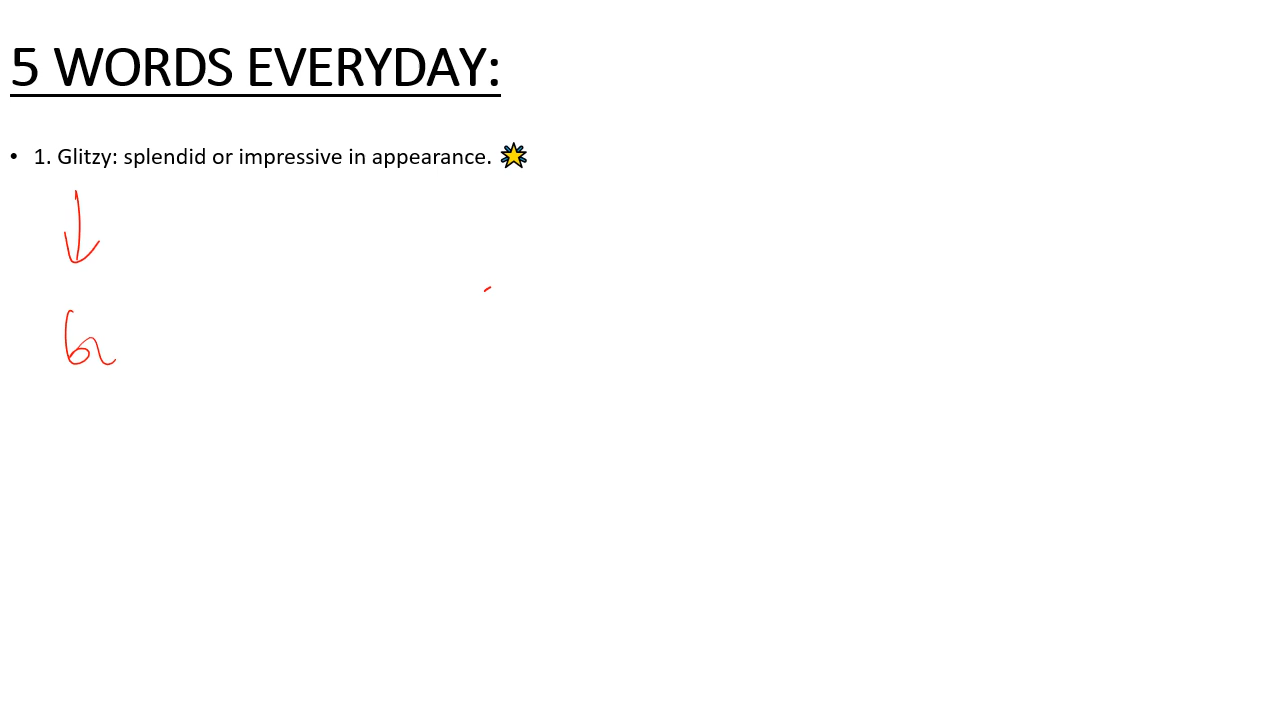 5 WORDS EVERYDAY:
• 1. Glitzy: splendid or impressive in appearance.